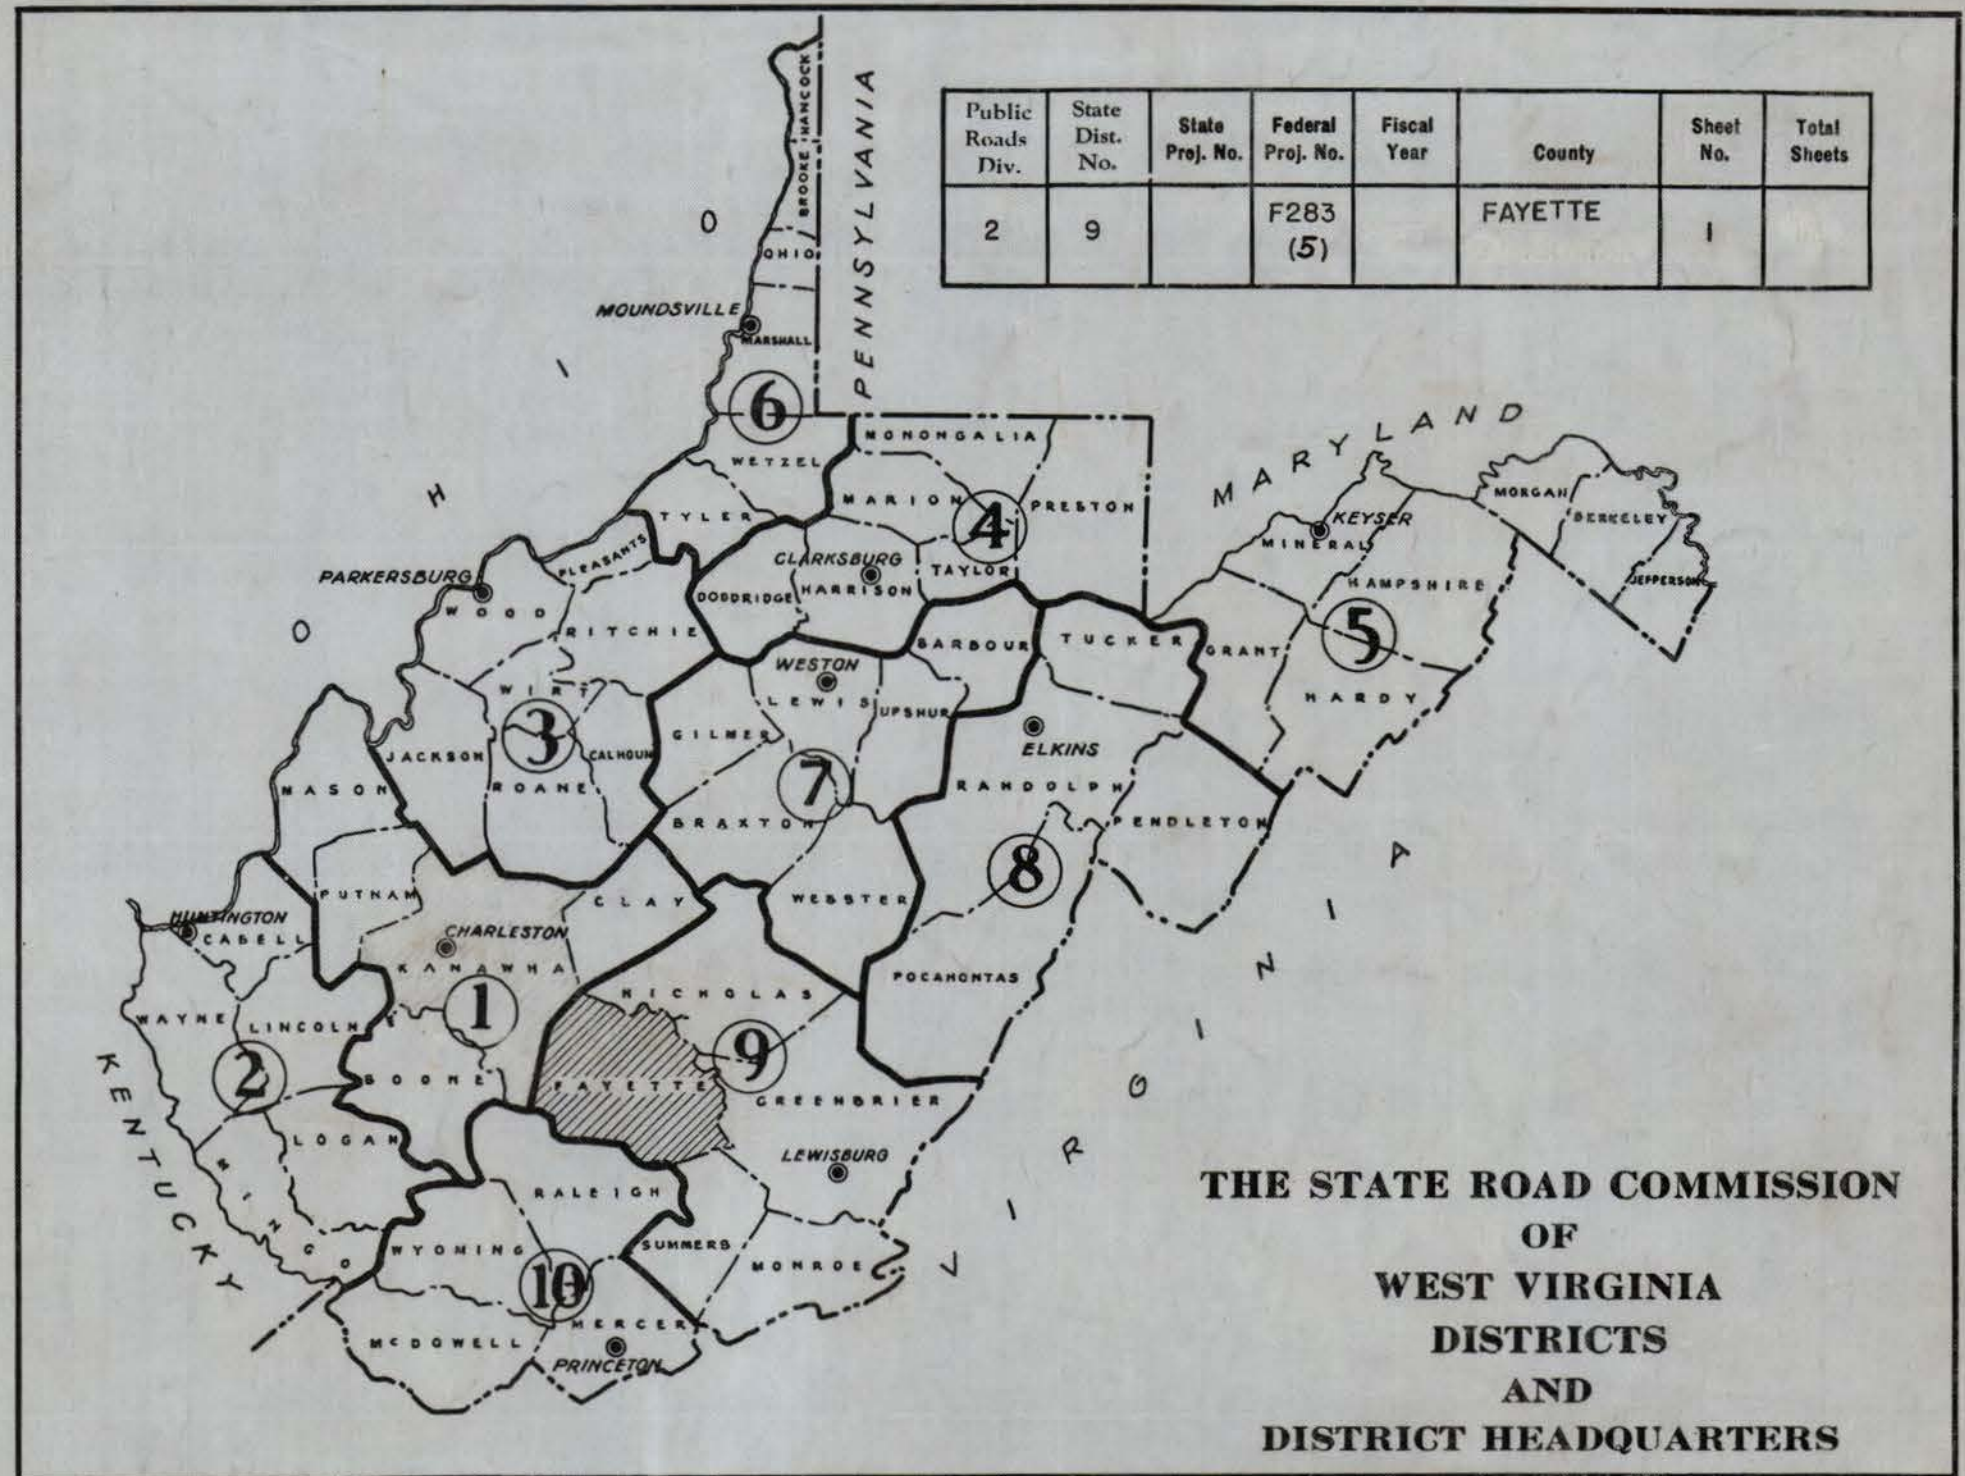 Public Roads Div. State Dist. No. State Proj. No. Federal Proj. No. Fiscal Year County Sheet No. Total Sheets
2 9 F283 (5) FAYETTE 1
HANCOCK
BROOKE
OHIO
MARSHALL
MOUNDSVILLE
PENNSYLVANIA
6
WETZEL
TYLER
MONONGALIA
MARION
4
PRESTON
MARYLAND
MORGAN
BERKELEY
JEFFERSON
KEYSER
MINERAL
HAMPSHIRE
5
GRANT
HARDY
OHIO
PARKERSBURG
PLEASANTS
WOOD
RITCHIE
DODDRIDGE
CLARKSBURG
HARRISON
TAYLOR
BARBOUR
TUCKER
WESTON
LEWIS
UPSHUR
WIRT
3
JACKSON
CALHOUN
ROANE
GILMER
7
BRAXTON
ELKINS
RANDOLPH
PENDLETON
8
MASON
PUTNAM
CLAY
WEBSTER
HUNTINGTON
CABELL
CHARLESTON
KANAWHA
1
NICHOLAS
POCAHONTAS
WAYNE
LINCOLN
2
BOONE
FAYETTE
9
GREENBRIER
KENTUCKY
LOGAN
MINGO
LEWISBURG
RALEIGH
WYOMING
10
SUMMERS
MONROE
MCDOWELL
MERCER
PRINCETON
VIRGINIA
THE STATE ROAD COMMISSION
OF
WEST VIRGINIA
DISTRICTS
AND
DISTRICT HEADQUARTERS